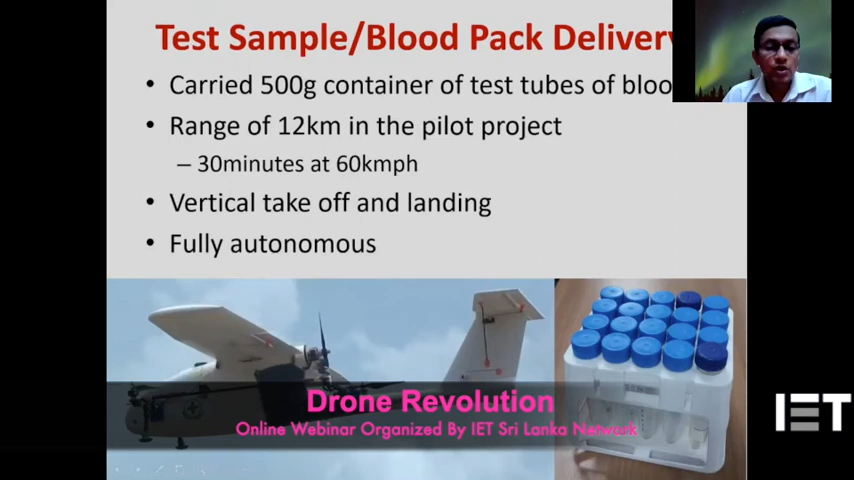 Test Sample/Blood Pack Delivery
• Carried 500g container of test tubes of bloo
• Range of 12km in the pilot project
– 30minutes at 60kmph
• Vertical take off and landing
• Fully autonomous
Drone Revolution
Online Webinar Organized By IET Sri Lanka Network
IET